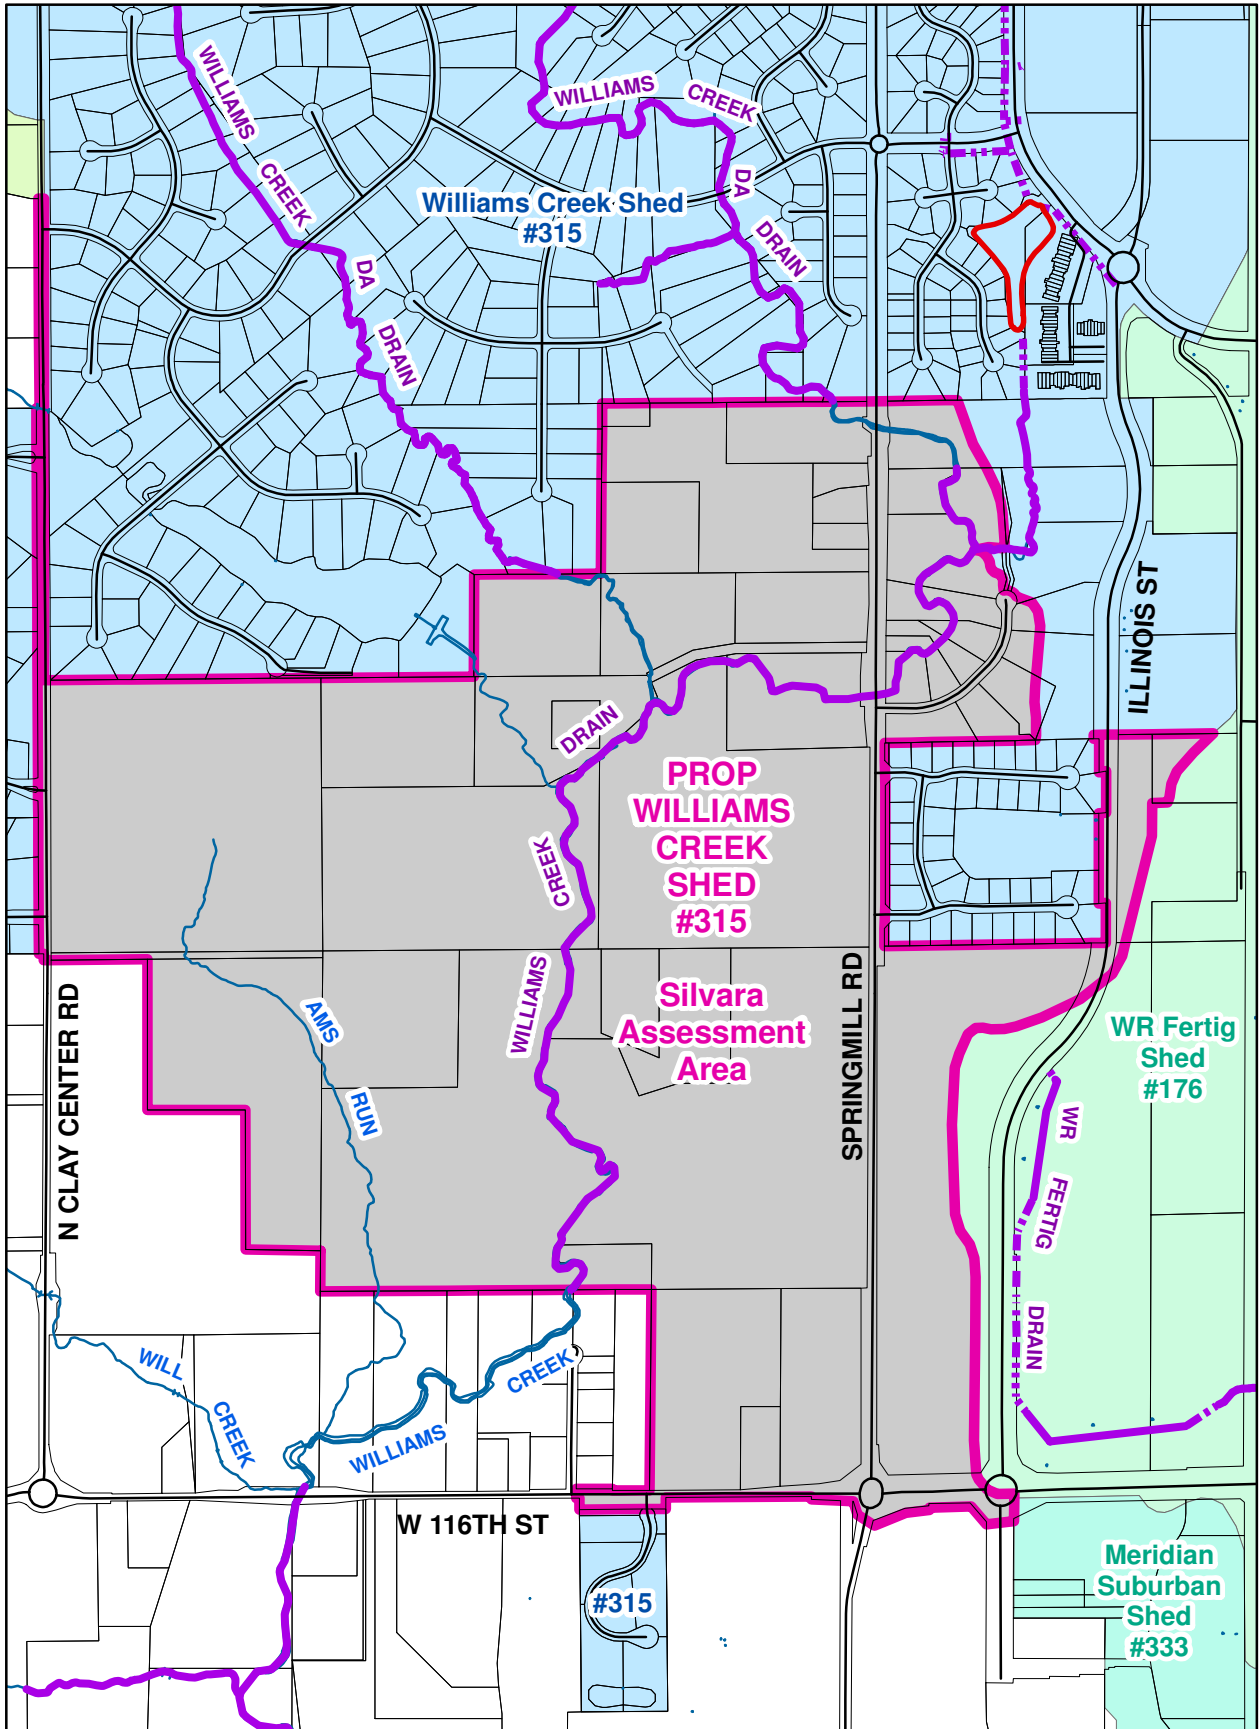 WILLIAMS
CREEK
DA
DRAIN
WILLIAMS
CREEK
DA
DRAIN
Williams Creek Shed
#315
ILLINOIS ST
DRAIN
CREEK
WILLIAMS
PROP
WILLIAMS
CREEK
SHED
#315
Silvara
Assessment
Area
N CLAY CENTER RD
SPRINGMILL RD
AMS
RUN
WR Fertig
Shed
#176
WR
FERTIG
DRAIN
WILL
CREEK
WILLIAMS
CREEK
W 116TH ST
#315
Meridian
Suburban
Shed
#333